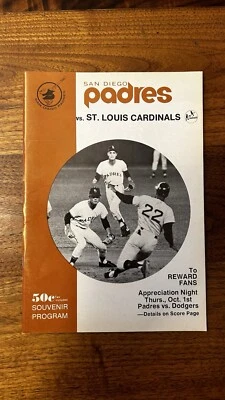 SAN DIEGO
padres
vs. ST. LOUIS CARDINALS
PADRES
22
To
REWARD
FANS
Appreciation Night
Thurs., Oct. 1st
Padres vs. Dodgers
—Details on Score Page
50¢
SOUVENIR
PROGRAM